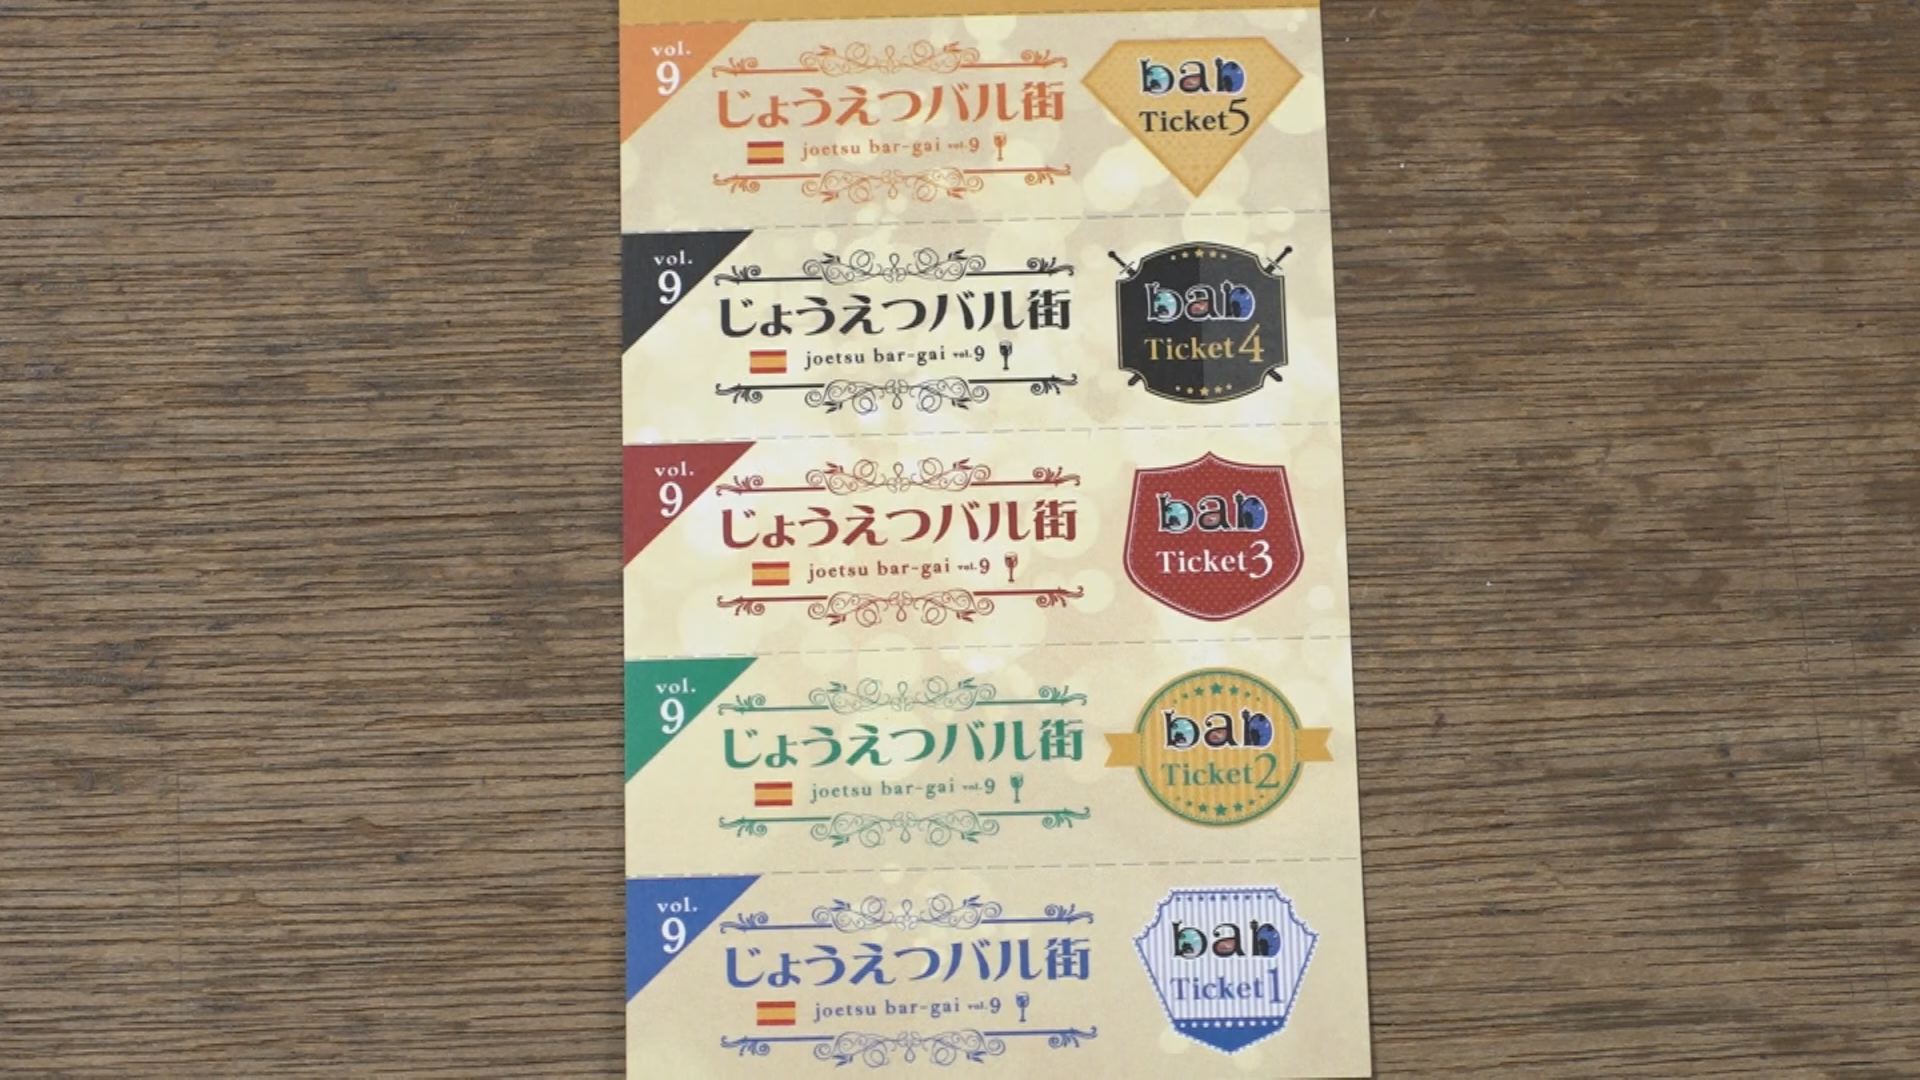 vol.
9
じょうえつバル街
joetsu bar-gai vol.9
bar
Ticket5
vol.
9
じょうえつバル街
joetsu bar-gai vol.9
bar
Ticket4
vol.
9
じょうえつバル街
joetsu bar-gai vol.9
bar
Ticket3
vol.
9
じょうえつバル街
joetsu bar-gai vol.9
bar
Ticket2
vol.
9
じょうえつバル街
joetsu bar-gai vol.9
bar
Ticket1